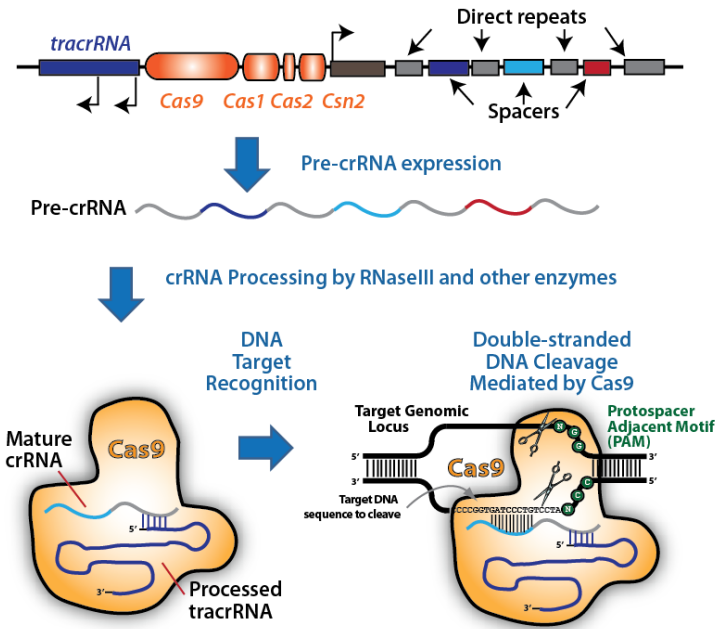 Direct repeats
tracrRNA
Cas9
Cas1
Cas2
Csn2
Spacers
Pre-crRNA expression
Pre-crRNA
crRNA Processing by RNaseIII and other enzymes
DNA
Target
Recognition
Double-stranded
DNA Cleavage
Mediated by Cas9
Target Genomic
Locus
Protospacer
Adjacent Motif
(PAM)
N
G
G
Mature
crRNA
Cas9
5'
3'
Processed
tracrRNA
5'
3'
3'
5'
Cas9
Target DNA
sequence to cleave
CCCCGGTGATCCCTGTCCTA
N
C
C
5'
3'